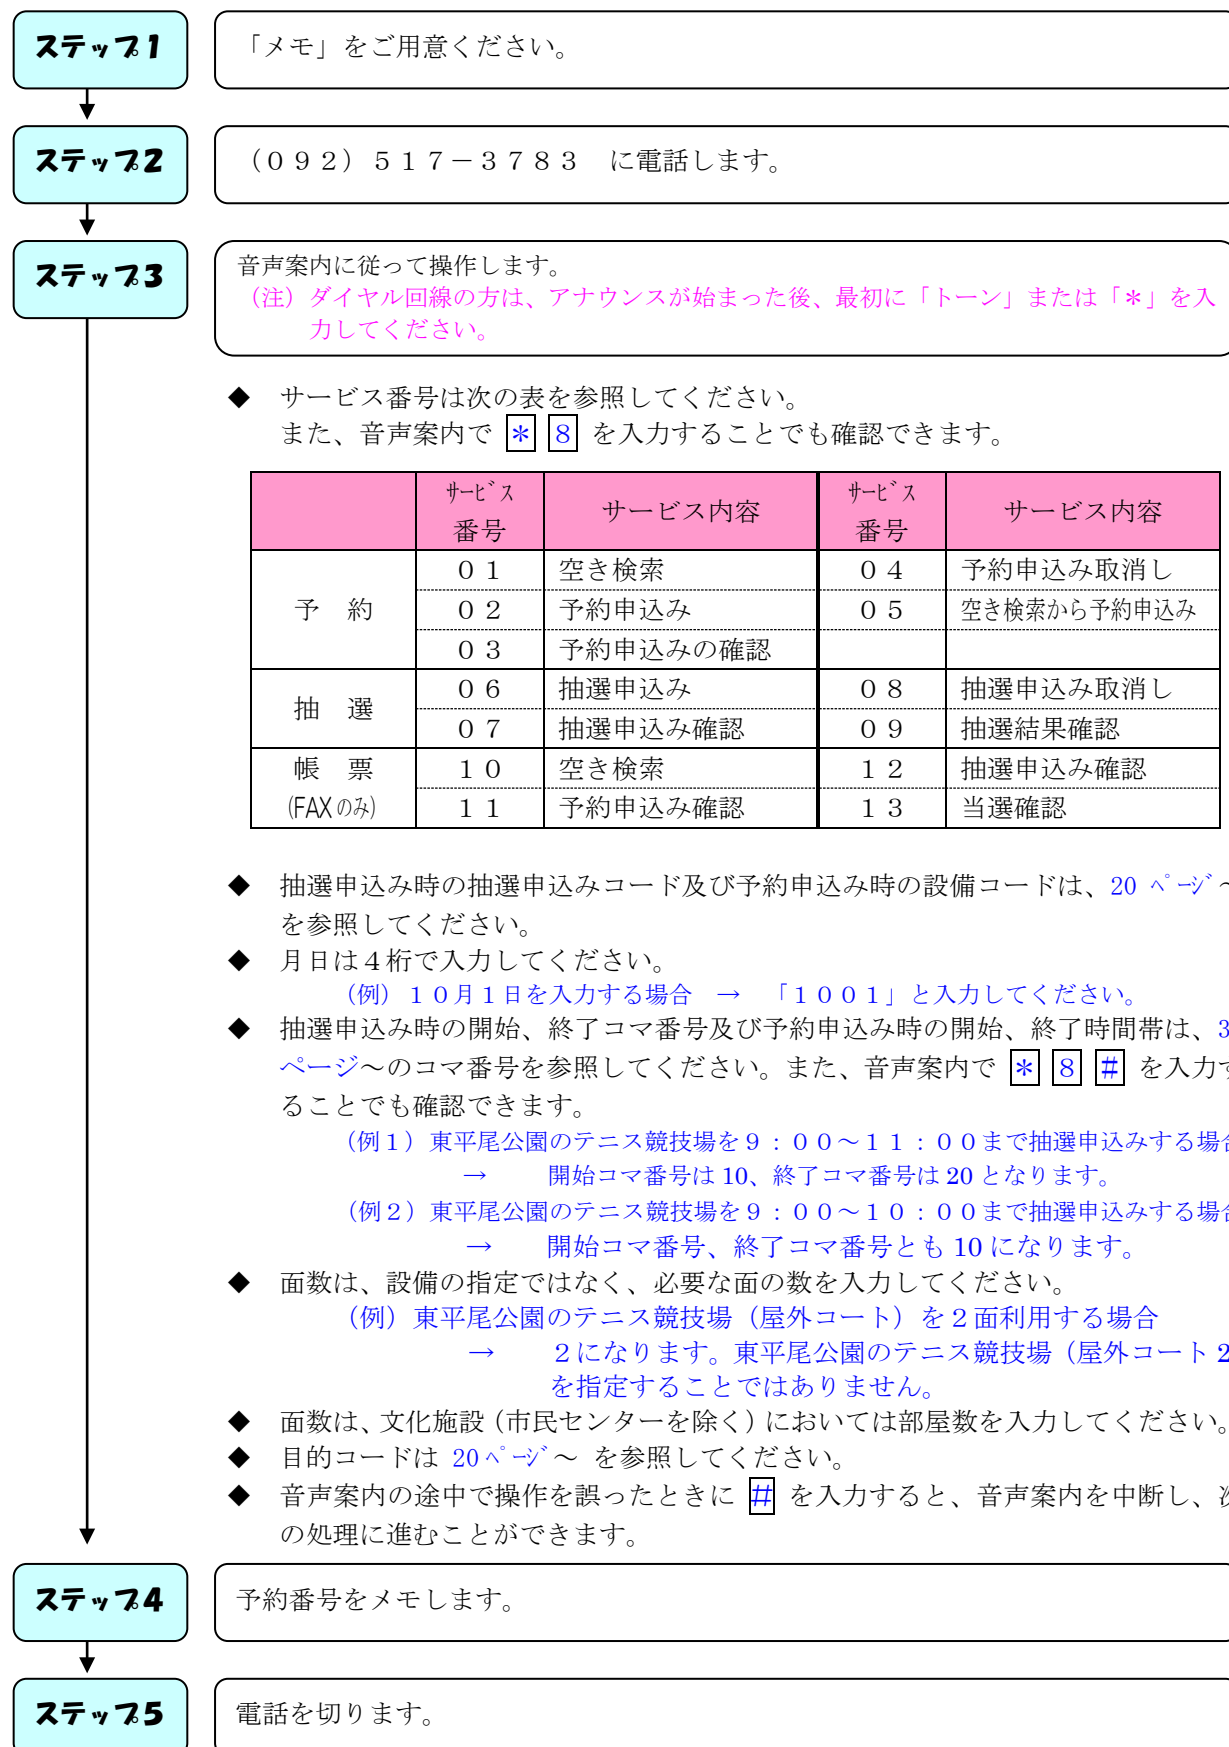 ステップ1
「メモ」をご用意ください。
ステップ2
(０９２) ５１７－３７８３　に電話します。
ステップ3
音声案内に従って操作します。
(注) ダイヤル回線の方は、アナウンスが始まった後、最初に「トーン」または「＊」を入
力してください。
◆　サービス番号は次の表を参照してください。
また、音声案内で ＊ ８ を入力することでも確認できます。
ｻｰﾋﾞｽ 番号　サービス内容　ｻｰﾋﾞｽ 番号　サービス内容
予　約　０１　空き検索　０４　予約申込み取消し
０２　予約申込み　０５　空き検索から予約申込み
０３　予約申込みの確認
抽　選　０６　抽選申込み　０８　抽選申込み取消し
０７　抽選申込み確認　０９　抽選結果確認
帳　票　１０　空き検索　１２　抽選申込み確認
(FAXのみ)　１１　予約申込み確認　１３　当選確認
◆　抽選申込み時の抽選申込みコード及び予約申込み時の設備コードは、20 ﾍﾟｰｼﾞ～
を参照してください。
◆　月日は４桁で入力してください。
(例) １０月１日を入力する場合　→　「１００１」と入力してください。
◆　抽選申込み時の開始、終了コマ番号及び予約申込み時の開始、終了時間帯は、3
ページ～のコマ番号を参照してください。また、音声案内で ＊ ８ ＃ を入力す
ることでも確認できます。
(例１) 東平尾公園のテニス競技場を９：００～１１：００まで抽選申込みする場合
→　開始コマ番号は 10、終了コマ番号は 20 となります。
(例２) 東平尾公園のテニス競技場を９：００～１０：００まで抽選申込みする場合
→　開始コマ番号、終了コマ番号とも 10 になります。
◆　面数は、設備の指定ではなく、必要な面の数を入力してください。
(例) 東平尾公園のテニス競技場 (屋外コート) を２面利用する場合
→　２になります。東平尾公園のテニス競技場 (屋外コート 2
を指定することではありません。
◆　面数は、文化施設 (市民センターを除く) においては部屋数を入力してください。
◆　目的コードは 20ﾍﾟｰｼﾞ～ を参照してください。
◆　音声案内の途中で操作を誤ったときに ＃ を入力すると、音声案内を中断し、次
の処理に進むことができます。
ステップ4
予約番号をメモします。
ステップ5
電話を切ります。